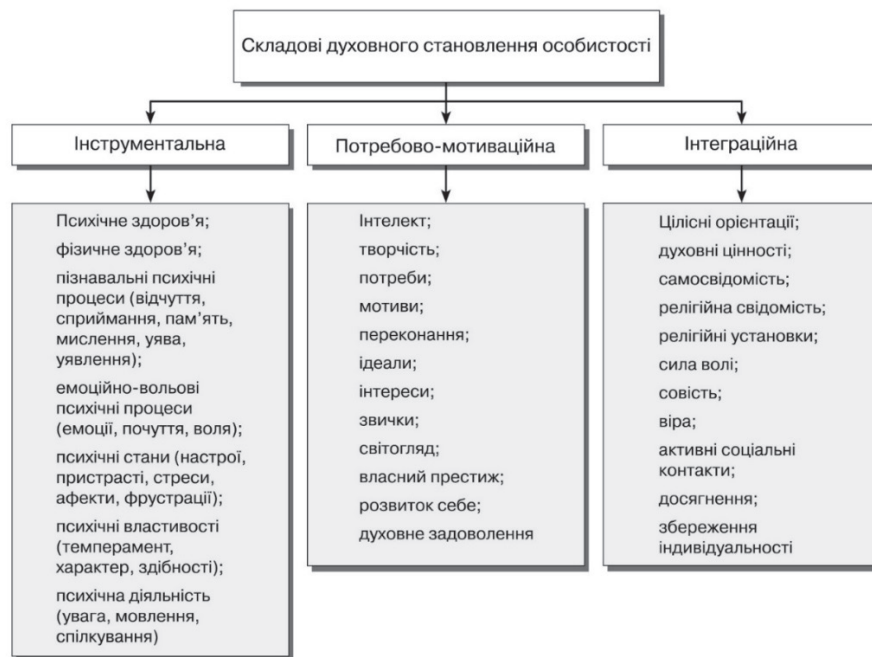 Складові духовного становлення особистості
Інструментальна
Психічне здоров’я;
фізичне здоров’я;
пізнавальні психічні
процеси (відчуття,
сприймання, пам’ять,
мислення, уява,
уявлення);
емоційно-вольові
психічні процеси
(емоції, почуття, воля);
психічні стани (настрої,
пристрасті, стреси,
афекти, фрустрації);
психічні властивості
(темперамент,
характер, здібності);
психічна діяльність
(увага, мовлення,
спілкування)
Потребово-мотиваційна
Інтелект;
творчість;
потреби;
мотиви;
переконання;
ідеали;
інтереси;
звички;
світогляд;
власний престиж;
розвиток себе;
духовне задоволення
Інтеграційна
Цілісні орієнтації;
духовні цінності;
самосвідомість;
релігійна свідомість;
релігійні установки;
сила волі;
совість;
віра;
активні соціальні
контакти;
досягнення;
збереження
індивідуальності